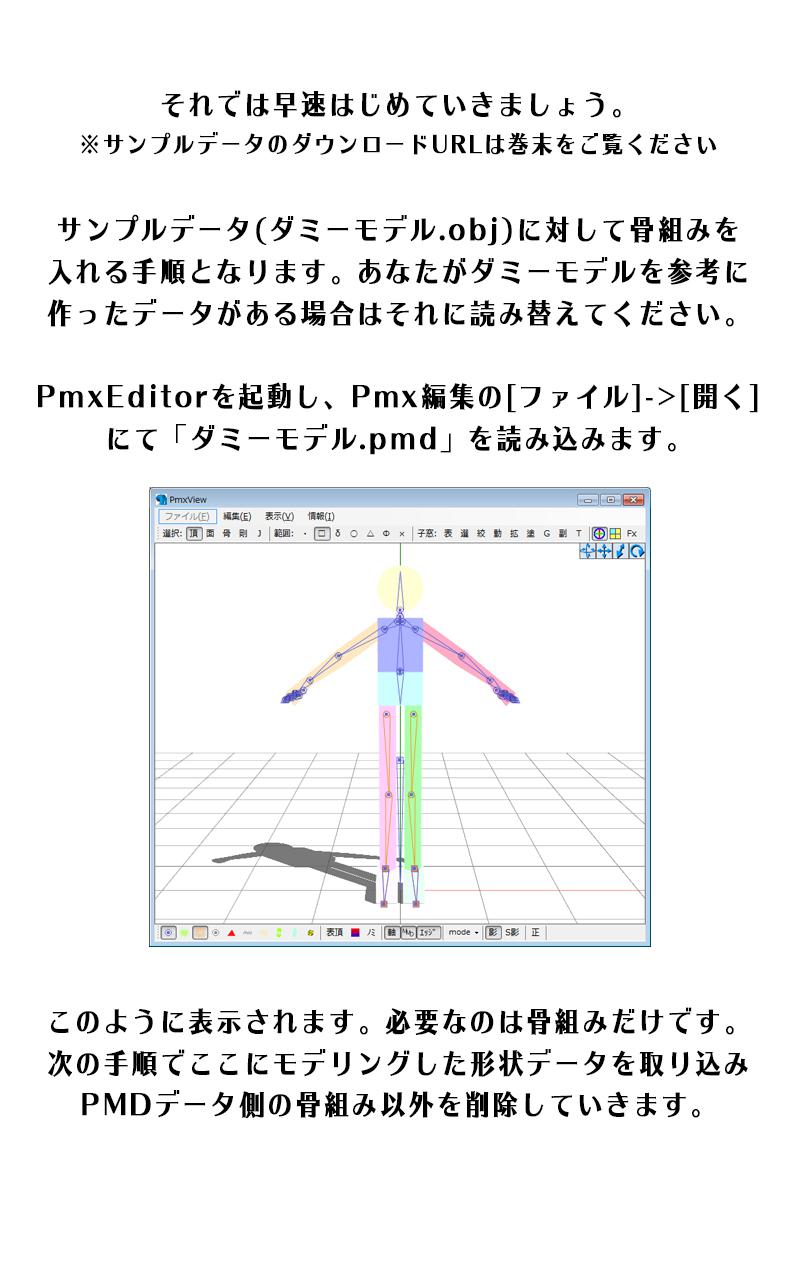 それでは早速はじめていきましょう。
※サンプルデータのダウンロードURLは巻末をご覧ください
サンプルデータ(ダミーモデル.obj)に対して骨組みを
入れる手順となります。あなたがダミーモデルを参考に
作ったデータがある場合はそれに読み替えてください。
PmxEditorを起動し、Pmx編集の[ファイル]->[開く]
にて「ダミーモデル.pmd」を読み込みます。
PmxView
ファイル(F) 編集(E) 表示(V) 情報(I)
選択: 頂 面 骨 剛 J 範囲: ・ □ δ ○ △ Φ × 子窓: 表 選 絞 動 拡 塗 G 副 T Fx
表頂 ノミ 軸 エッジ mode 影 S影 正
このように表示されます。必要なのは骨組みだけです。
次の手順でここにモデリングした形状データを取り込み
PMDデータ側の骨組み以外を削除していきます。